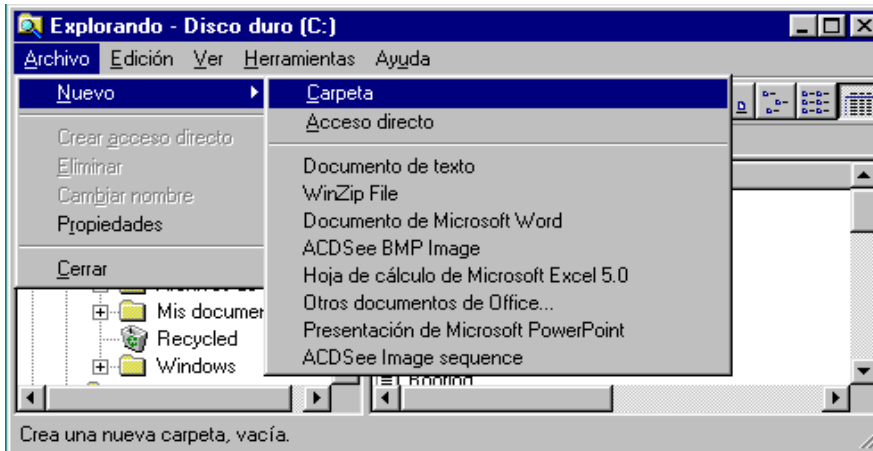 Explorando - Disco duro (C:)
Archivo Edición Ver Herramientas Ayuda
Nuevo
Crear acceso directo
Eliminar
Cambiar nombre
Propiedades
Cerrar
Carpeta
Acceso directo
Documento de texto
WinZip File
Documento de Microsoft Word
ACDSee BMP Image
Hoja de cálculo de Microsoft Excel 5.0
Otros documentos de Office...
Presentación de Microsoft PowerPoint
ACDSee Image sequence
Mis documen
Recycled
Windows
Crea una nueva carpeta, vacía.